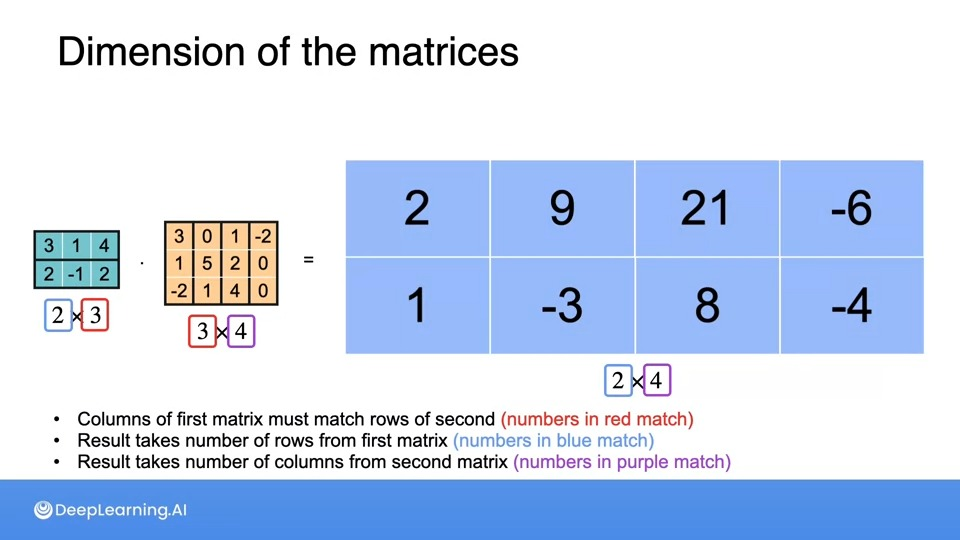 Dimension of the matrices
3 1 4
2 -1 2
2 × 3
.
3 0 1 -2
1 5 2 0
-2 1 4 0
3 × 4
=
2 9 21 -6
1 -3 8 -4
2 × 4
• Columns of first matrix must match rows of second (numbers in red match)
• Result takes number of rows from first matrix (numbers in blue match)
• Result takes number of columns from second matrix (numbers in purple match)
DeepLearning.AI